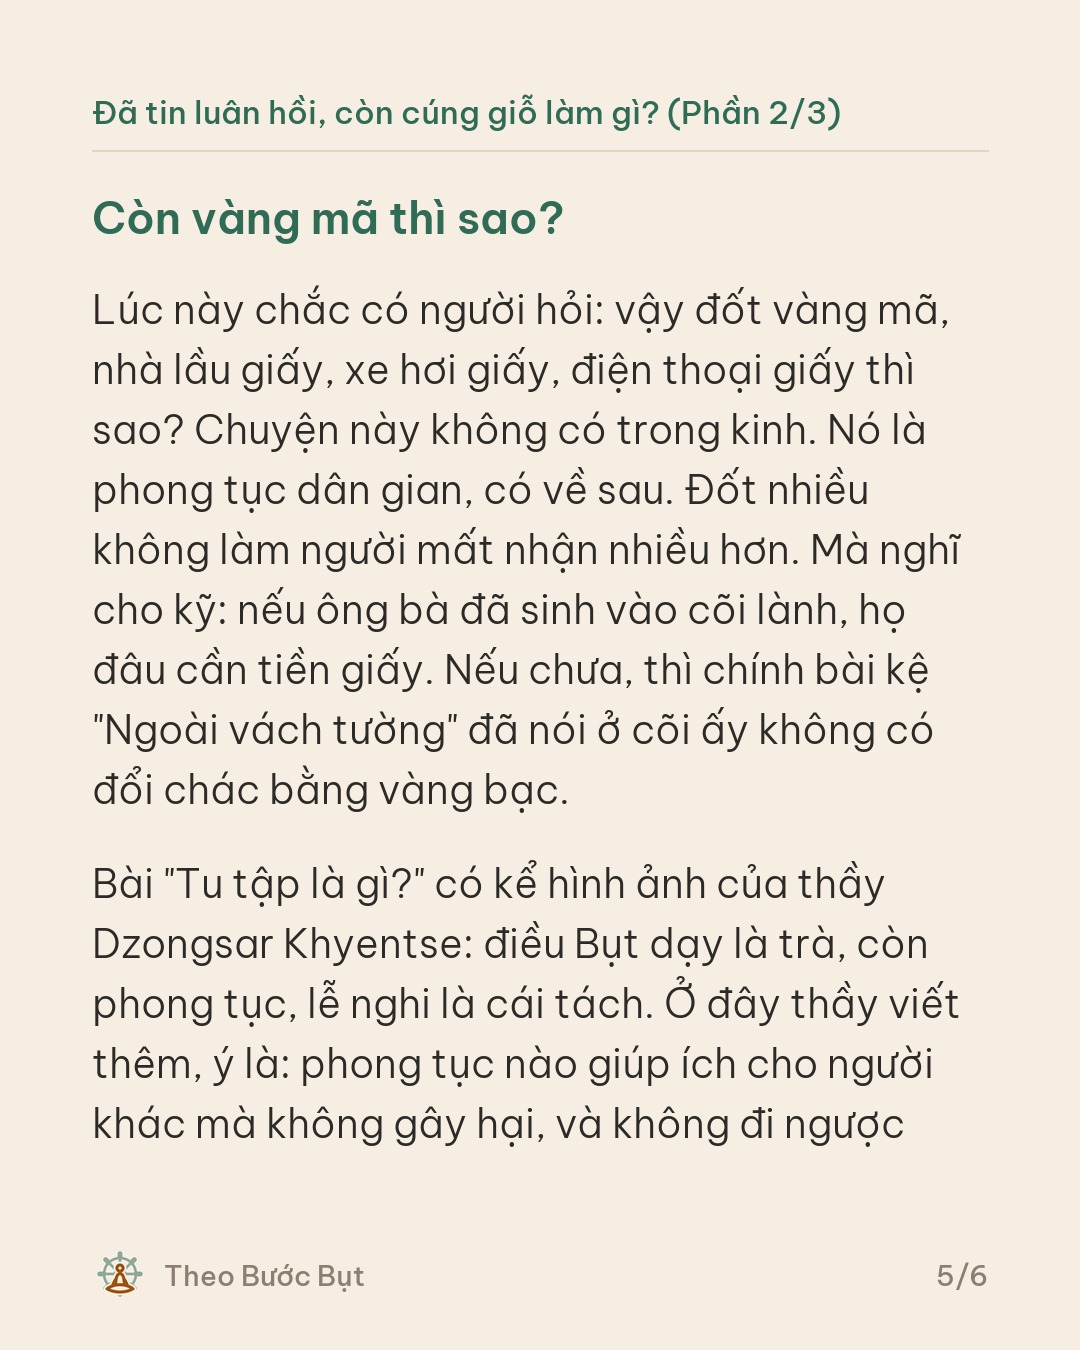 Đã tin luân hồi, còn cúng giỗ làm gì? (Phần 2/3)
Còn vàng mã thì sao?
Lúc này chắc có người hỏi: vậy đốt vàng mã,
nhà lầu giấy, xe hơi giấy, điện thoại giấy thì
sao? Chuyện này không có trong kinh. Nó là
phong tục dân gian, có về sau. Đốt nhiều
không làm người mất nhận nhiều hơn. Mà nghĩ
cho kỹ: nếu ông bà đã sinh vào cõi lành, họ
đâu cần tiền giấy. Nếu chưa, thì chính bài kệ
"Ngoài vách tường" đã nói ở cõi ấy không có
đổi chác bằng vàng bạc.
Bài "Tu tập là gì?" có kể hình ảnh của thầy
Dzongsar Khyentse: điều Bụt dạy là trà, còn
phong tục, lễ nghi là cái tách. Ở đây thầy viết
thêm, ý là: phong tục nào giúp ích cho người
khác mà không gây hại, và không đi ngược
Theo Bước Bụt
5/6